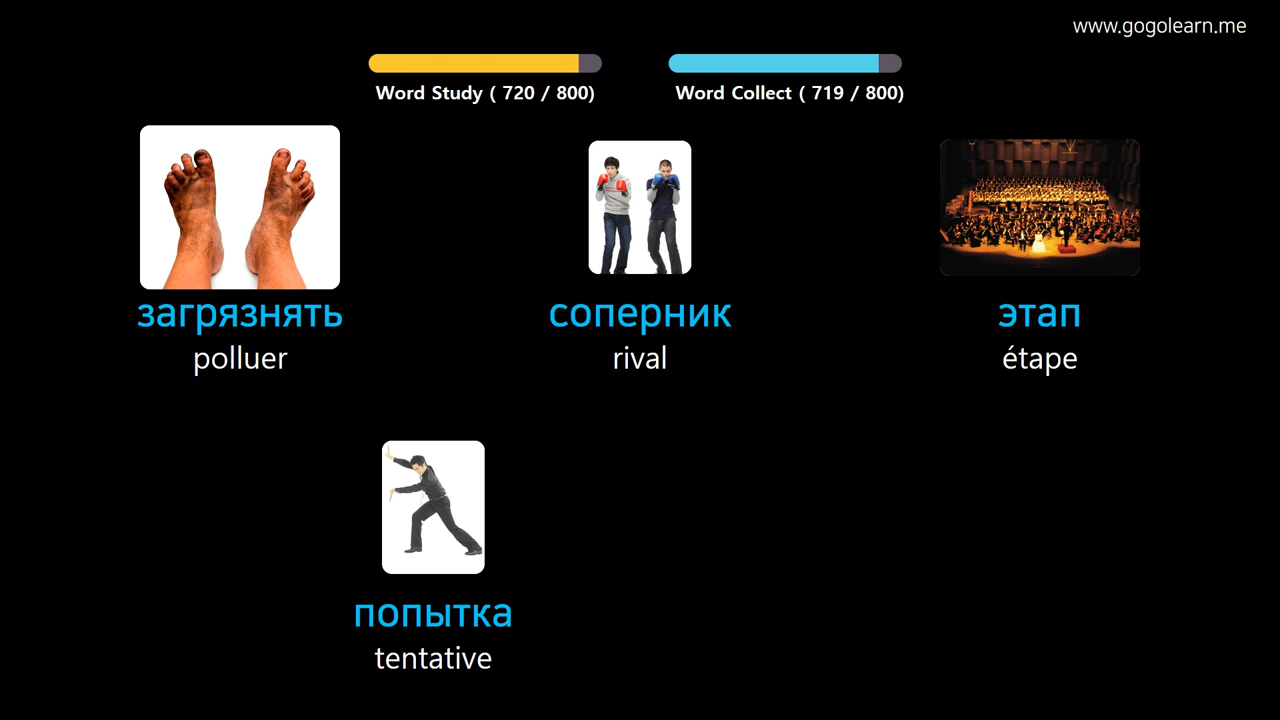 www.gogolearn.me
Word Study ( 720 / 800)
Word Collect ( 719 / 800)
загрязнять
polluer
соперник
rival
этап
étape
попытка
tentative